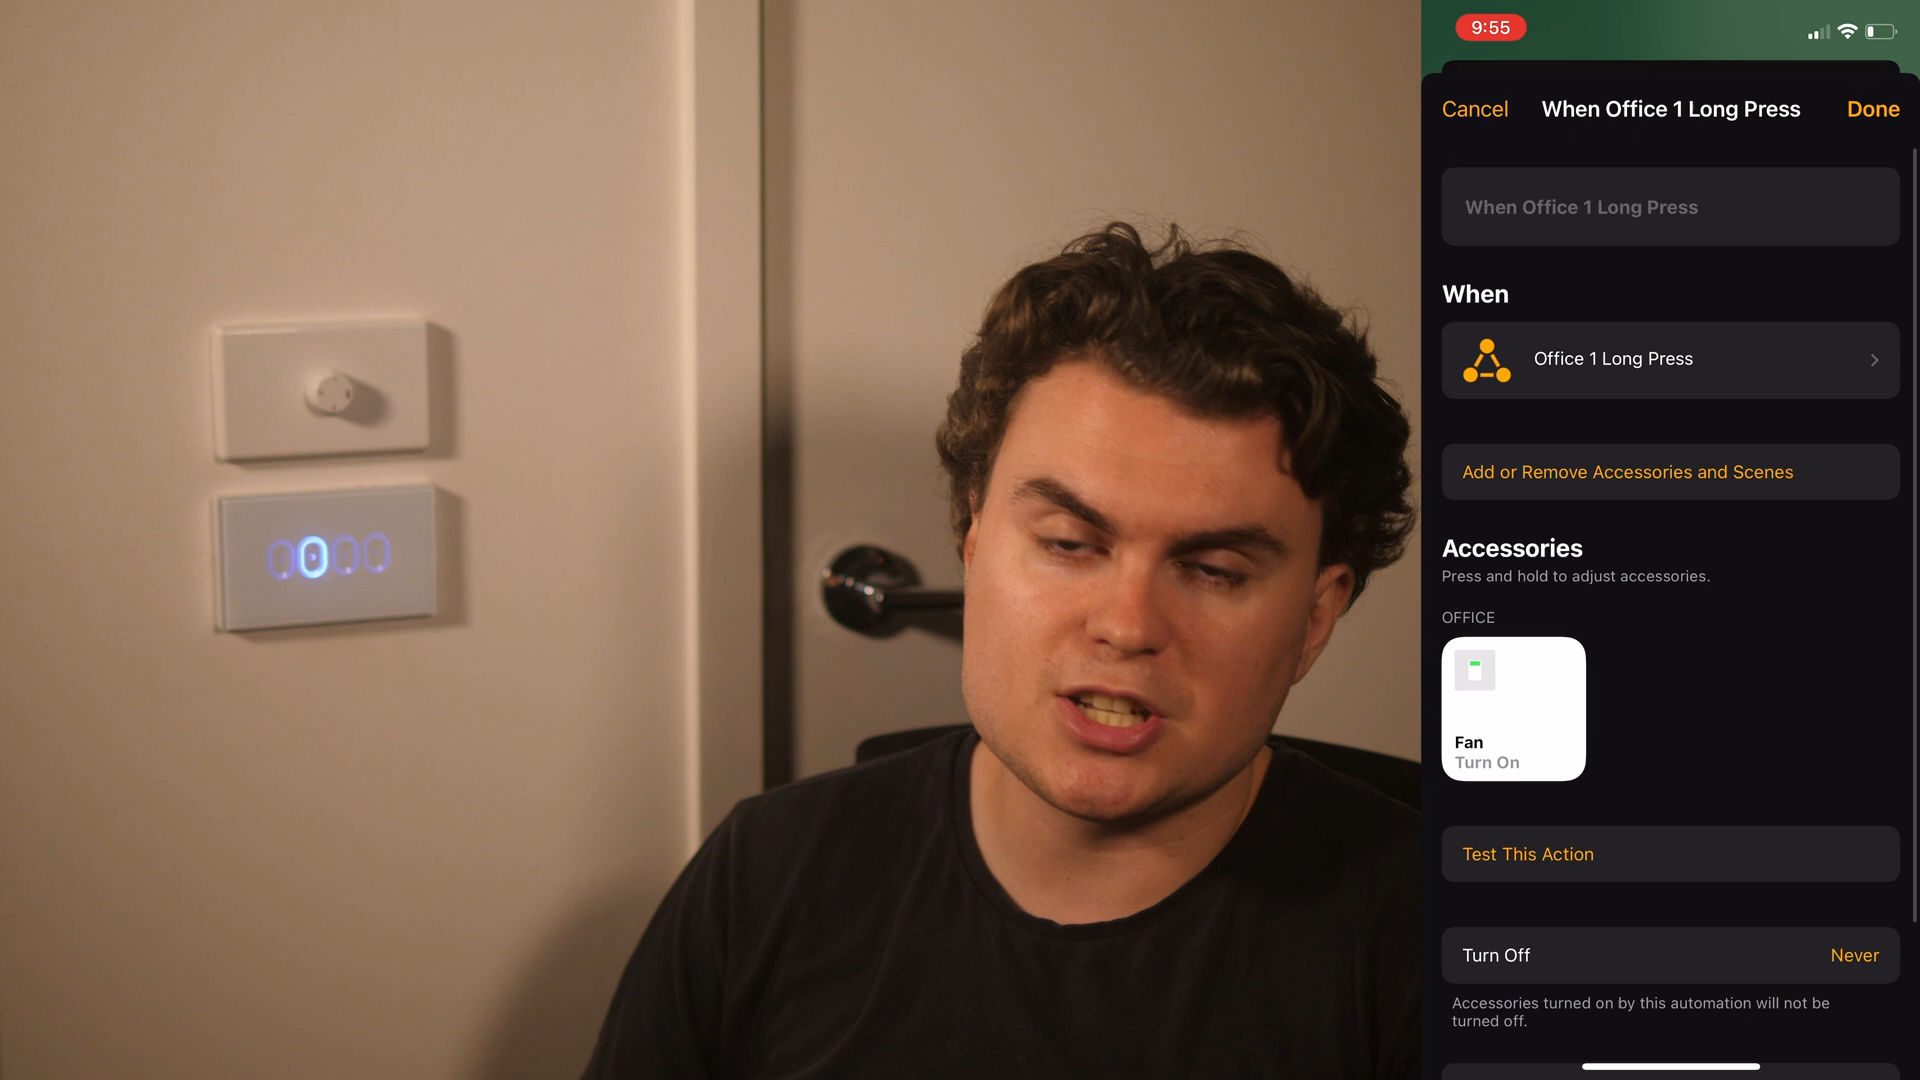 9:55
Cancel
When Office 1 Long Press
Done
When Office 1 Long Press
When
Office 1 Long Press
Add or Remove Accessories and Scenes
Accessories
Press and hold to adjust accessories.
OFFICE
Fan
Turn On
Test This Action
Turn Off
Never
Accessories turned on by this automation will not be
turned off.